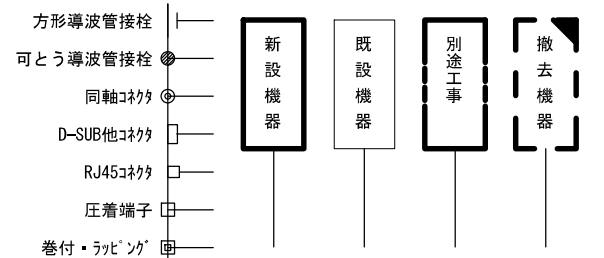 方形導波管接栓
可とう導波管接栓
同軸コネクタ
D-SUB他コネクタ
RJ45コネクタ
圧着端子
巻付・ラッピング
新設機器
既設機器
別途工事
撤去機器